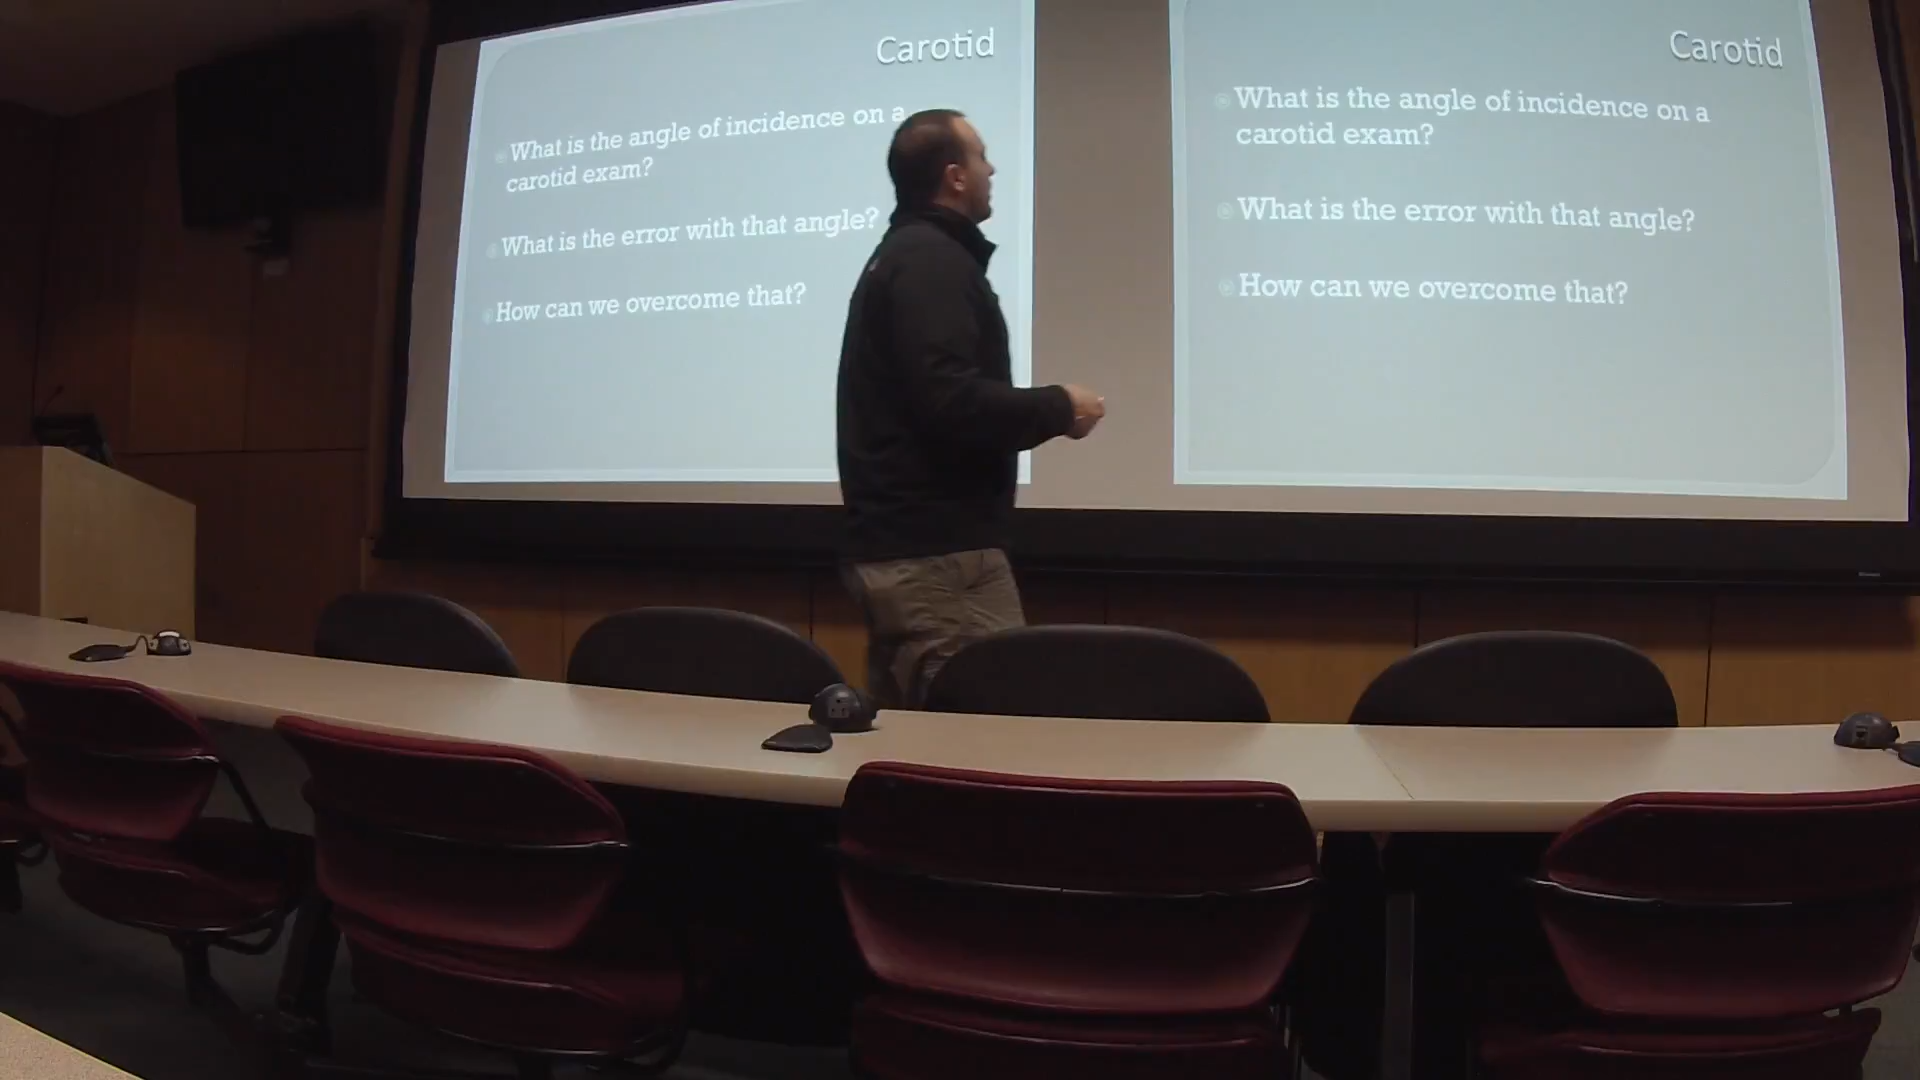 Carotid
What is the angle of incidence on a
carotid exam?
What is the error with that angle?
How can we overcome that?
Carotid
What is the angle of incidence on a
carotid exam?
What is the error with that angle?
How can we overcome that?